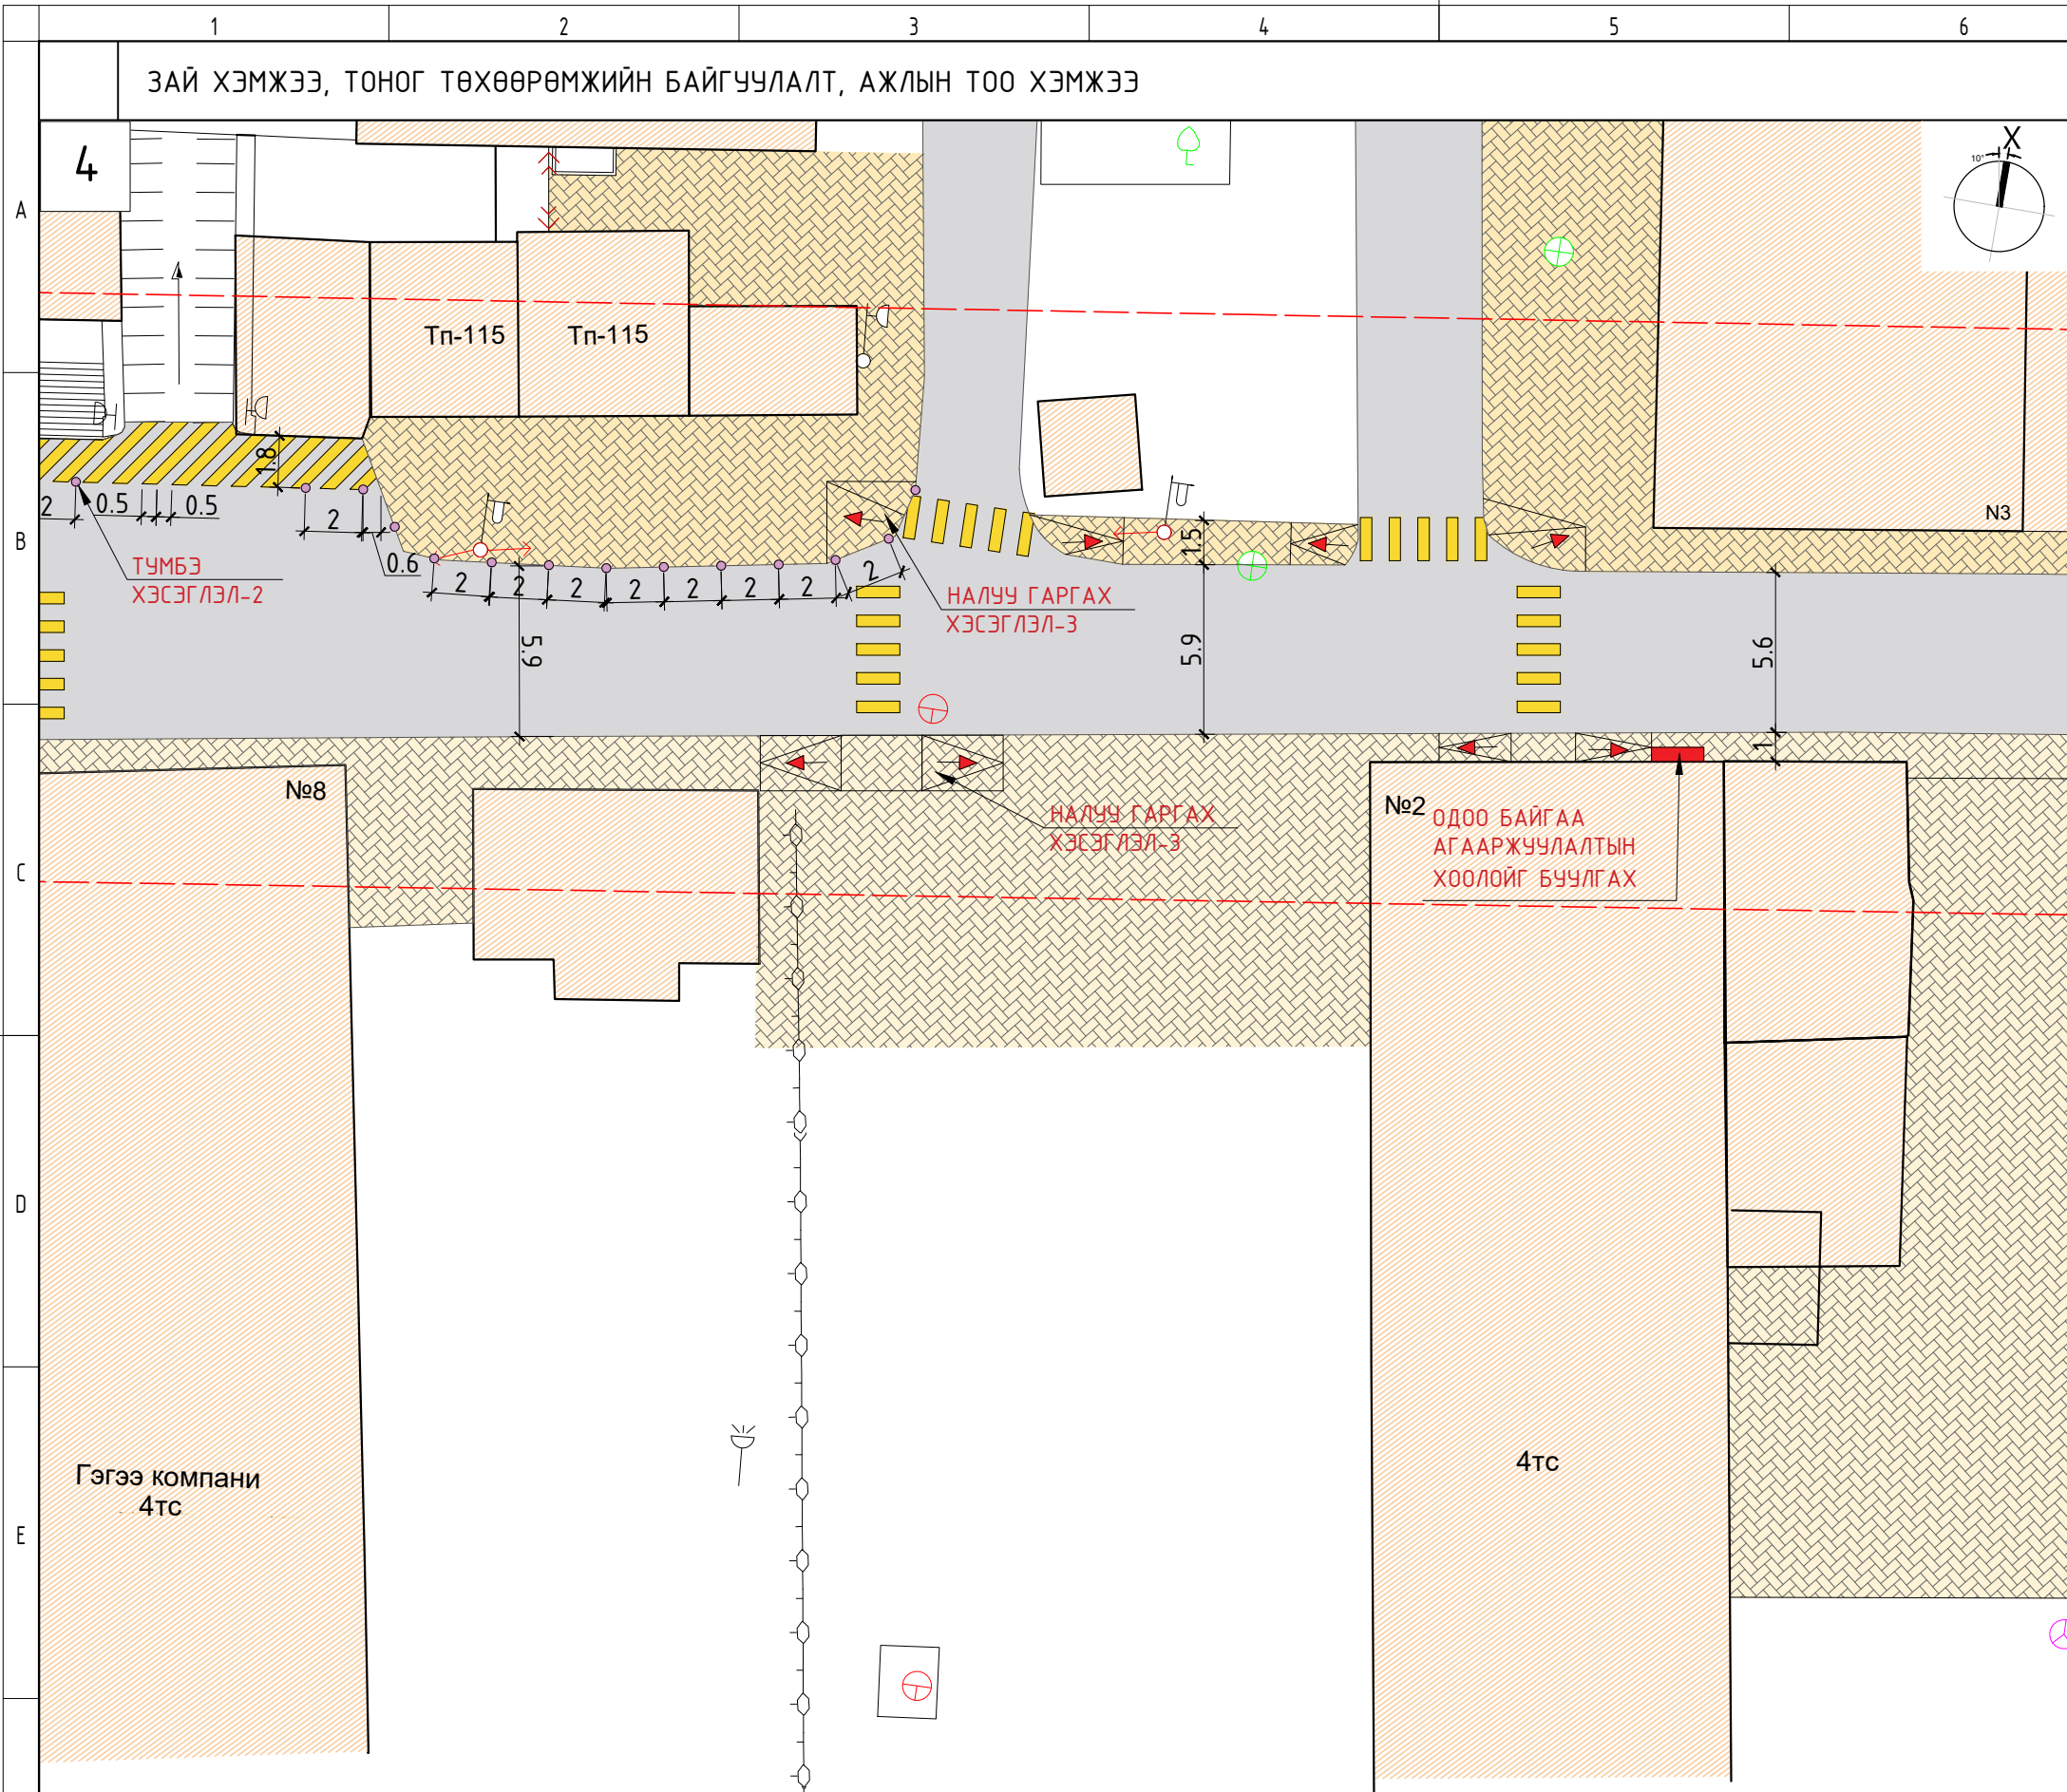 1 2 3 4 5 6
ЗАЙ ХЭМЖЭЭ, ТОНОГ ТӨХӨӨРӨМЖИЙН БАЙГУУЛАЛТ, АЖЛЫН ТОО ХЭМЖЭЭ
4
X
10°
A
Тп-115 Тп-115
1.8
2 0.5 0.5 2
0.6
B
1.5
N3
ТУМБЭ
ХЭСЭГЛЭЛ-2
2 2 2 2 2 2 2 2
НАЛУУ ГАРГАХ
ХЭСЭГЛЭЛ-3
5.9 5.9 5.6
1
№8
НАЛУУ ГАРГАХ
ХЭСЭГЛЭЛ-3
№2
ОДОО БАЙГАА
АГААРЖУУЛАЛТЫН
ХООЛОЙГ БУУЛГАХ
C
D
Гэгээ компани
4тс
4тс
E